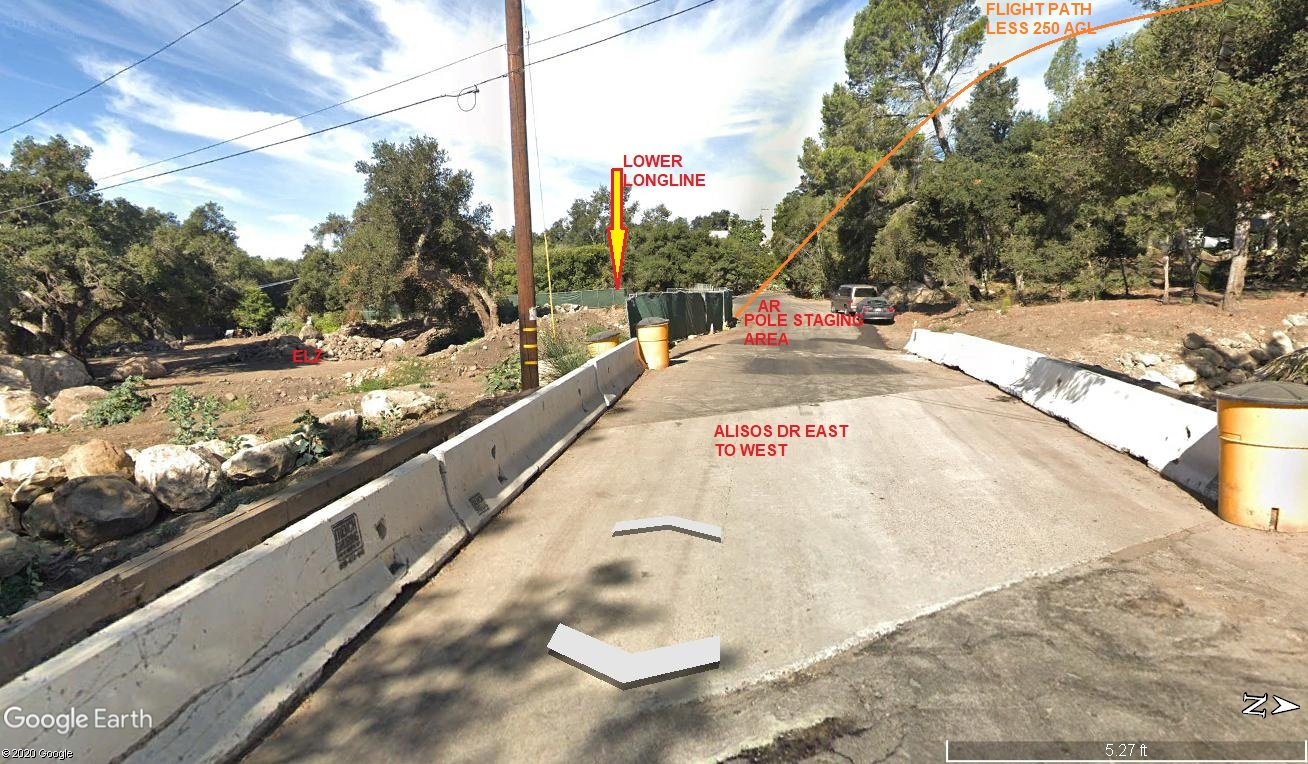 FLIGHT PATH
LESS 250 AGL
LOWER
LONGLINE
ELZ
AR
POLE STAGING
AREA
ALISOS DR EAST
TO WEST
Google Earth
© 2020 Google
N
5.27 ft